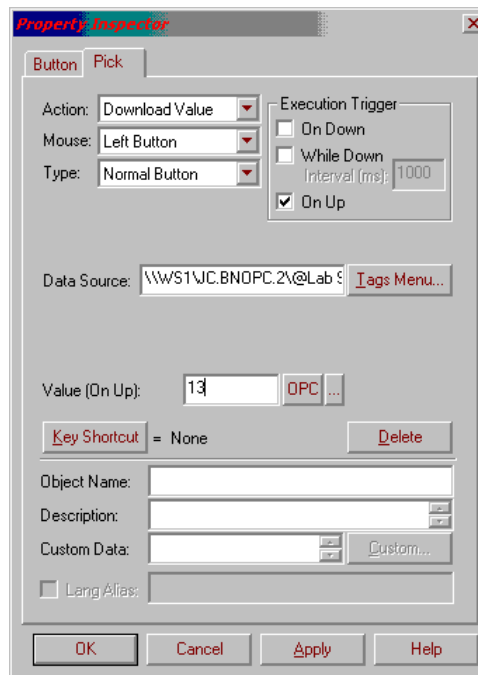 Property Inspector
Button Pick
Action: Download Value
Mouse: Left Button
Type: Normal Button
Execution Trigger
On Down
While Down
Interval (ms): 1000
On Up
Data Source: \\WS1\JC.BNOPC.2\@Lab S Tags Menu...
Value (On Up): 13 OPC ...
Key Shortcut = None Delete
Object Name:
Description:
Custom Data: Custom...
Lang Alias:
OK Cancel Apply Help